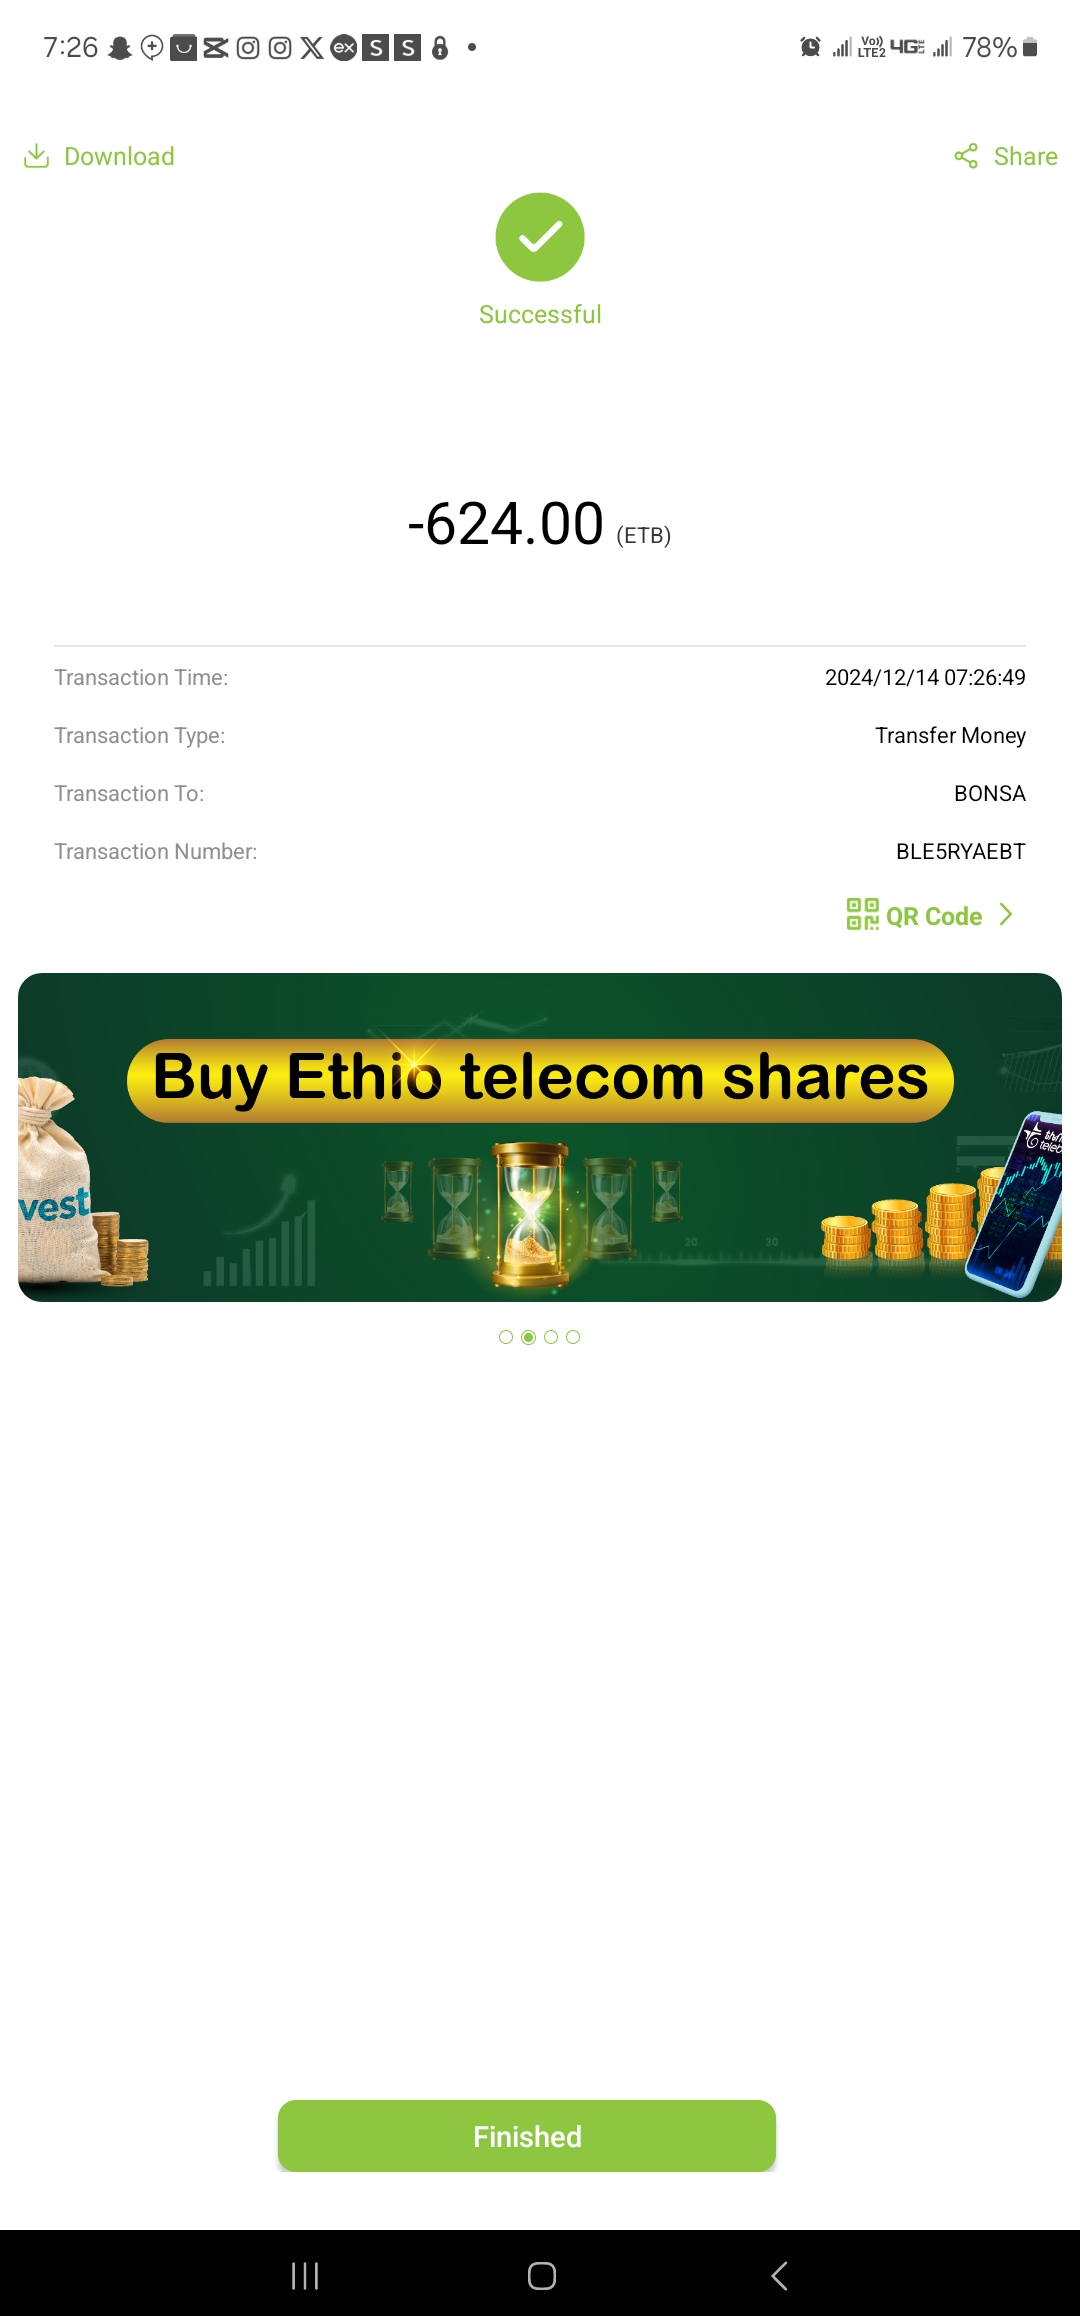 7:26
Vo)) LTE2 4G 78%
Download
Share
Successful
-624.00 (ETB)
Transaction Time: 2024/12/14 07:26:49
Transaction Type: Transfer Money
Transaction To: BONSA
Transaction Number: BLE5RYAEBT
QR Code
Buy Ethio telecom shares
vest
20 30
Finished